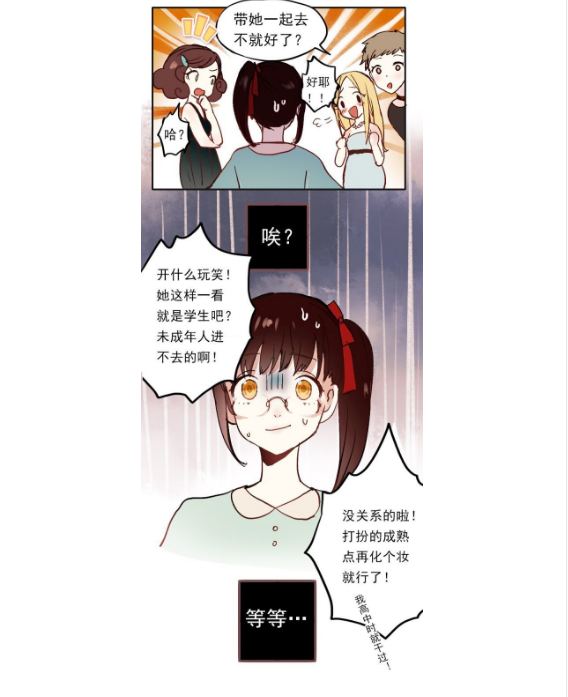 带她一起去
不就好了？
好耶
！！
哈？
唉？
开什么玩笑！
她这样一看
就是学生吧？
未成年人进
不去的啊！
没关系的啦！
打扮的成熟
点再化个妆
就行了！
我高中时就干过！
等等…